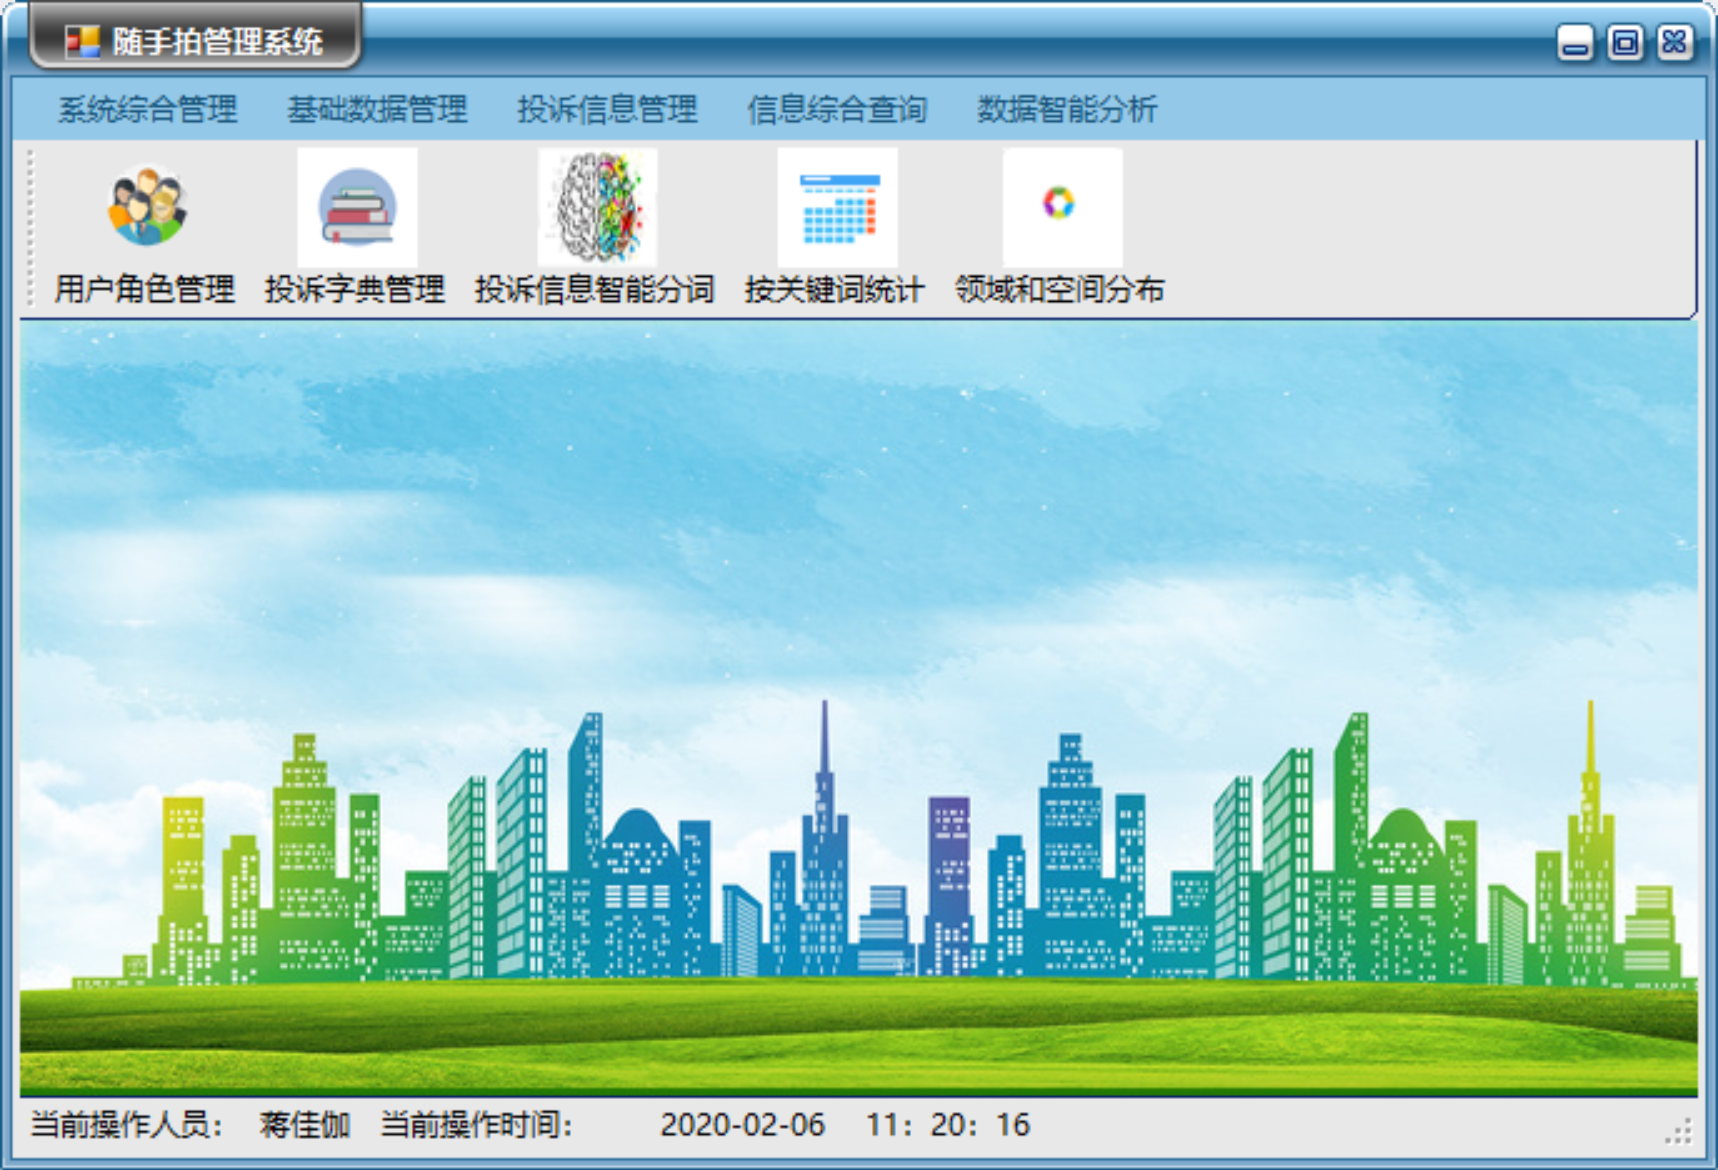 随手拍管理系统
系统综合管理 基础数据管理 投诉信息管理 信息综合查询 数据智能分析
用户角色管理 投诉字典管理 投诉信息智能分词 按关键词统计 领域和空间分布
当前操作人员： 蒋佳伽 当前操作时间： 2020-02-06 11：20：16